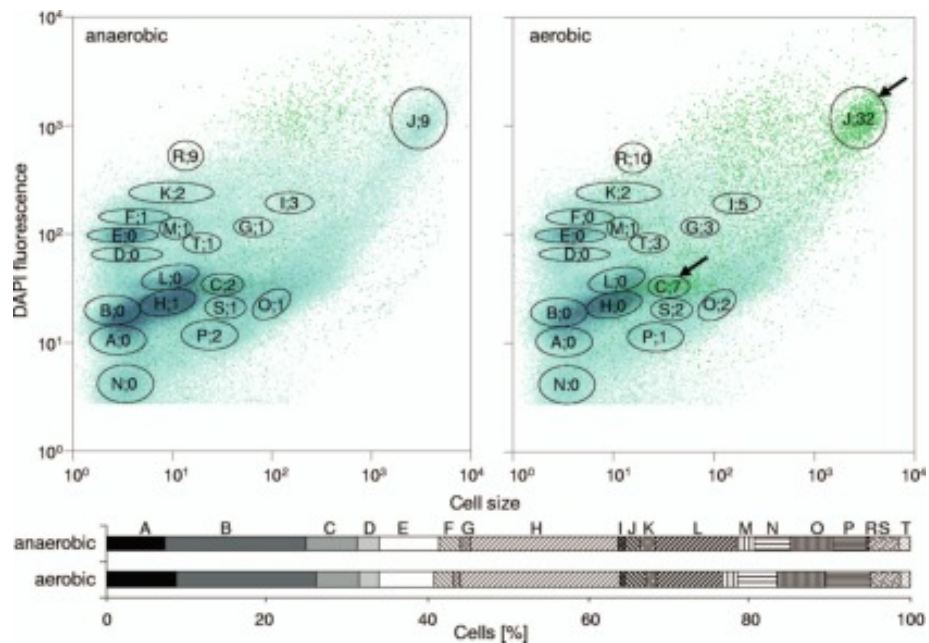 10⁴
anaerobic
aerobic
J;9
J;32
10³
R;9
R;10
K;2
K;2
I;3
I;5
F;1
F;0
M;1
M;1
G;1
G;3
10²
E;0
E;0
T;1
T;3
D;0
D;0
DAPI fluorescence
L;0
L;0
C;2
C;7
H;1
H;0
S;1
S;2
O;1
O;2
B;0
B;0
P;2
P;1
A;0
A;0
10¹
N;0
N;0
10⁰
10⁰ 10¹ 10² 10³ 10⁴ 10⁰ 10¹ 10² 10³ 10⁴
Cell size
A B C D E F G H I J K L M N O P R S T
anaerobic
aerobic
0 20 40 60 80 100
Cells [%]